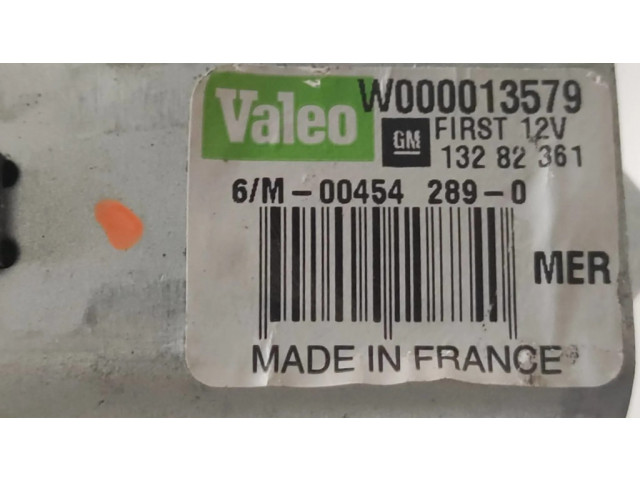 Valeo W000013579
GM FIRST 12V
132 82 361
6/M-00454 289-0
MER
MADE IN FRANCE